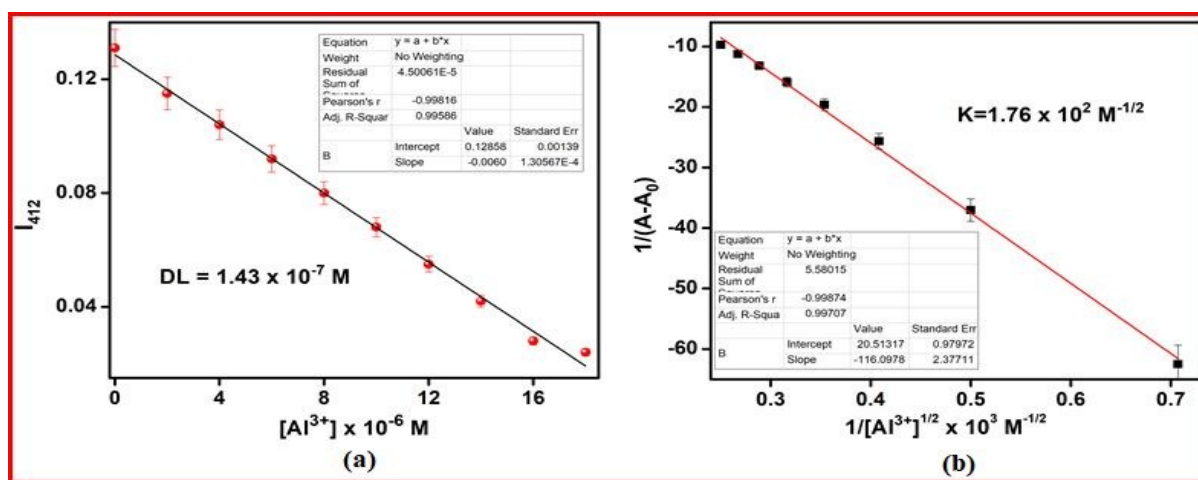 I412
0.12
0.08
0.04
0 4 8 12 16
[Al³⁺] x 10⁻⁶ M
(a)
DL = 1.43 x 10⁻⁷ M
Equation y = a + b*x
Weight No Weighting
Residual 4.50061E-5
Sum of
Pearson's r -0.99816
Adj. R-Squar 0.99586
Value Standard Err
B Intercept 0.12858 0.00139
Slope -0.0060 1.30567E-4
1/(A-A₀)
-10
-20
-30
-40
-50
-60
0.3 0.4 0.5 0.6 0.7
1/[Al³⁺]¹/² x 10³ M⁻¹/²
(b)
K=1.76 x 10² M⁻¹/²
Equation y = a + b*x
Weight No Weighting
Residual 5.58015
Sum of
Pearson's r -0.99874
Adj. R-Squa 0.99707
Value Standard Err
B Intercept 20.51317 0.97972
Slope -116.0978 2.37711